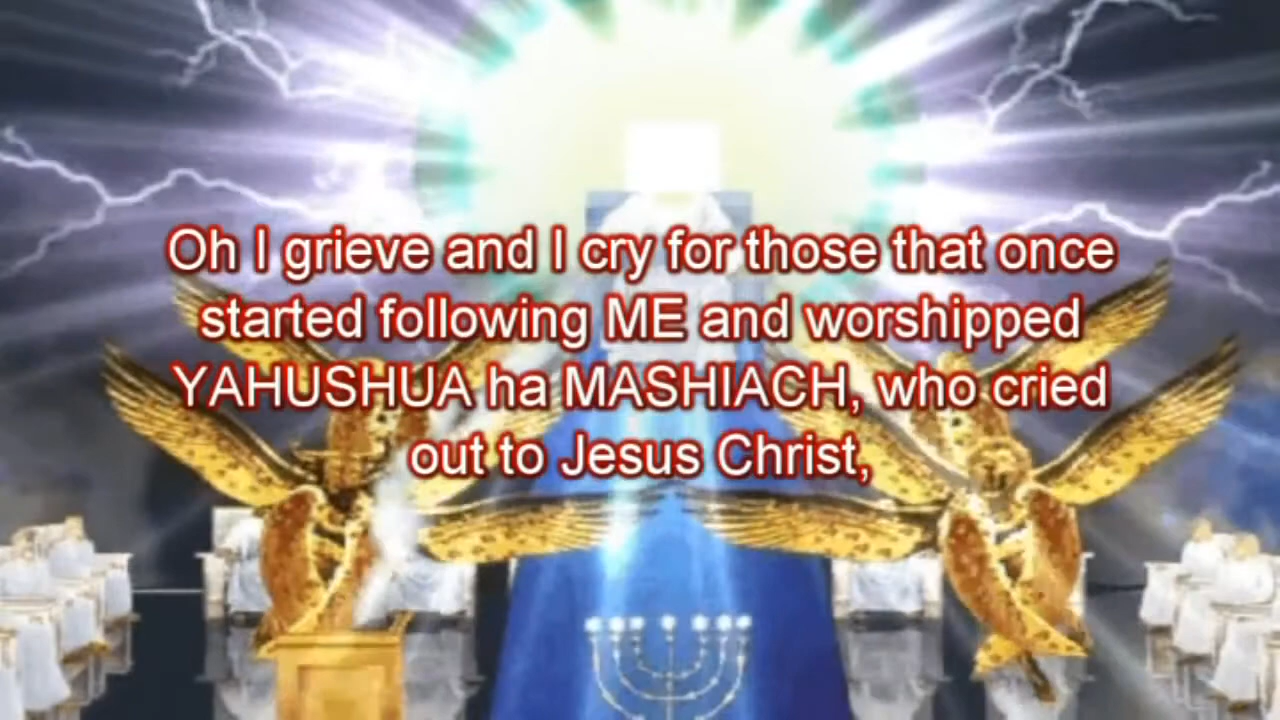 Oh I grieve and I cry for those that once
started following ME and worshipped
YAHUSHUA ha MASHIACH, who cried
out to Jesus Christ,